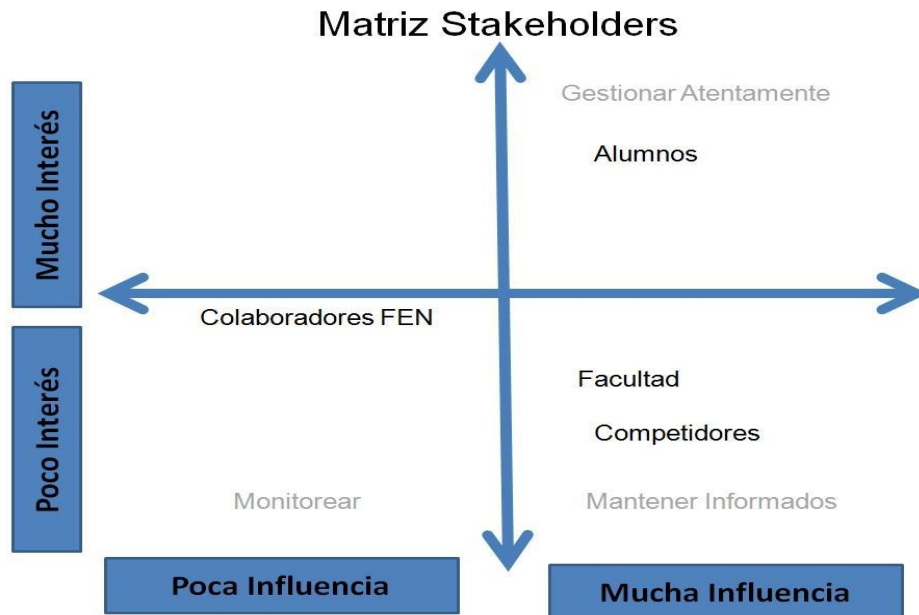 Matriz Stakeholders
Mucho Interés
Gestionar Atentamente
Alumnos
Colaboradores FEN
Poco Interés
Facultad
Competidores
Monitorear
Mantener Informados
Poca Influencia
Mucha Influencia